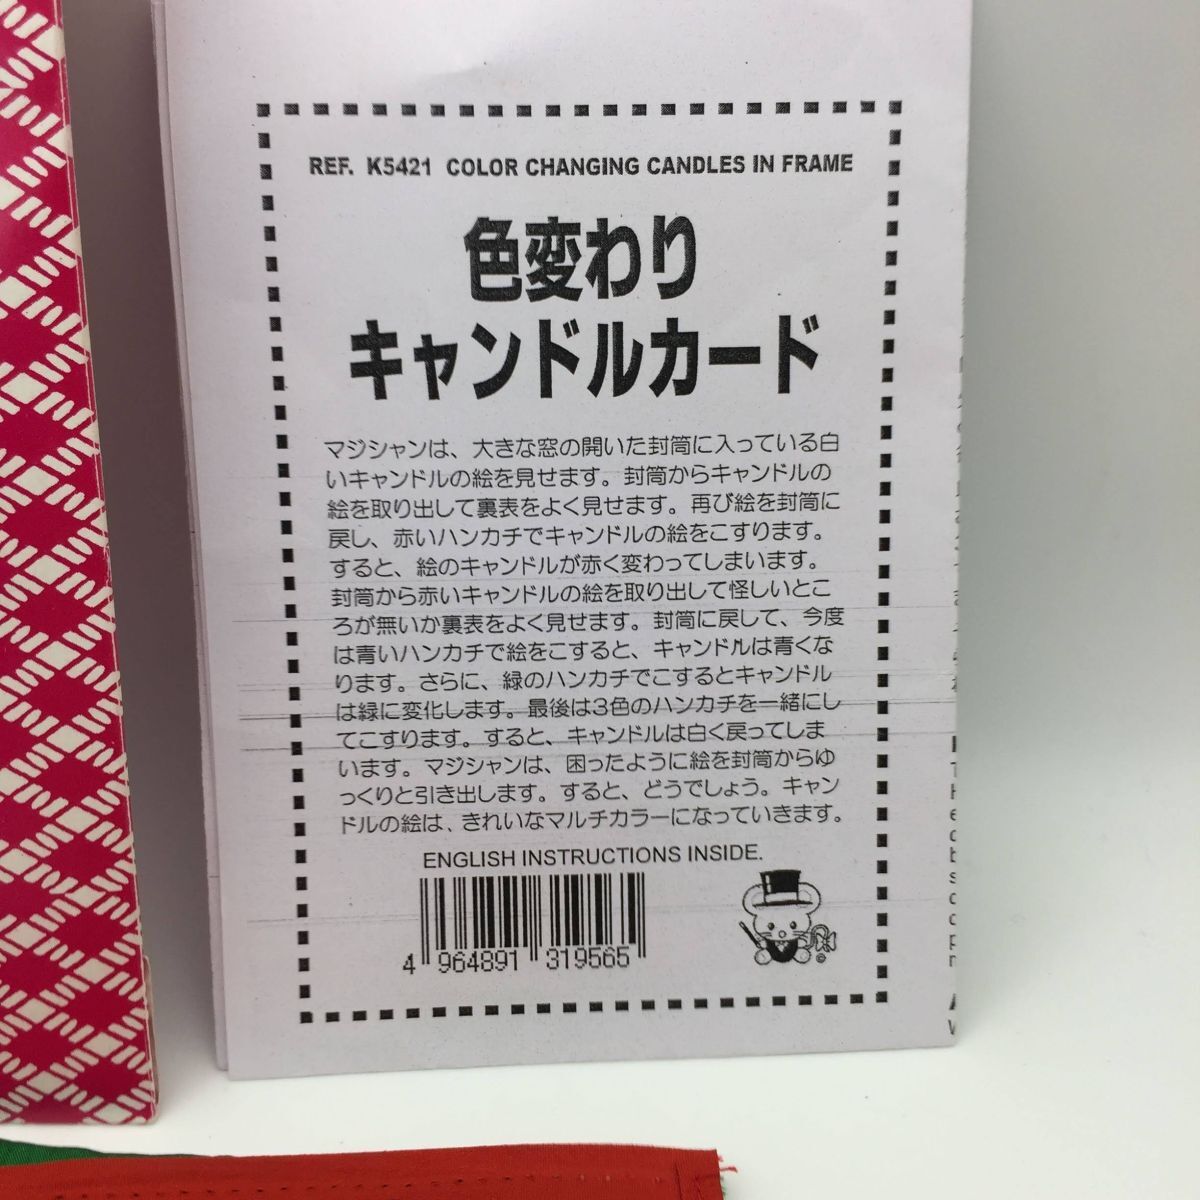 REF. K5421 COLOR CHANGING CANDLES IN FRAME
色変わり
キャンドルカード
マジシャンは、大きな窓の開いた封筒に入っている白
いキャンドルの絵を見せます。封筒からキャンドルの
絵を取り出して裏表をよく見せます。再び絵を封筒に
戻し、赤いハンカチでキャンドルの絵をこすります。
すると、絵のキャンドルが赤く変わってしまいます。
封筒から赤いキャンドルの絵を取り出して怪しいとこ
ろが無いか裏表をよく見せます。封筒に戻して、今度
は青いハンカチで絵をこすると、キャンドルは青くな
ります。さらに、緑のハンカチでこするとキャンドル
は緑に変化します。最後は3色のハンカチを一緒にし
てこすります。すると、キャンドルは白く戻ってしま
います。マジシャンは、困ったように絵を封筒からゆ
っくりと引き出します。すると、どうでしょう。キャン
ドルの絵は、きれいなマルチカラーになっていきます。
ENGLISH INSTRUCTIONS INSIDE.
4 964891 319565